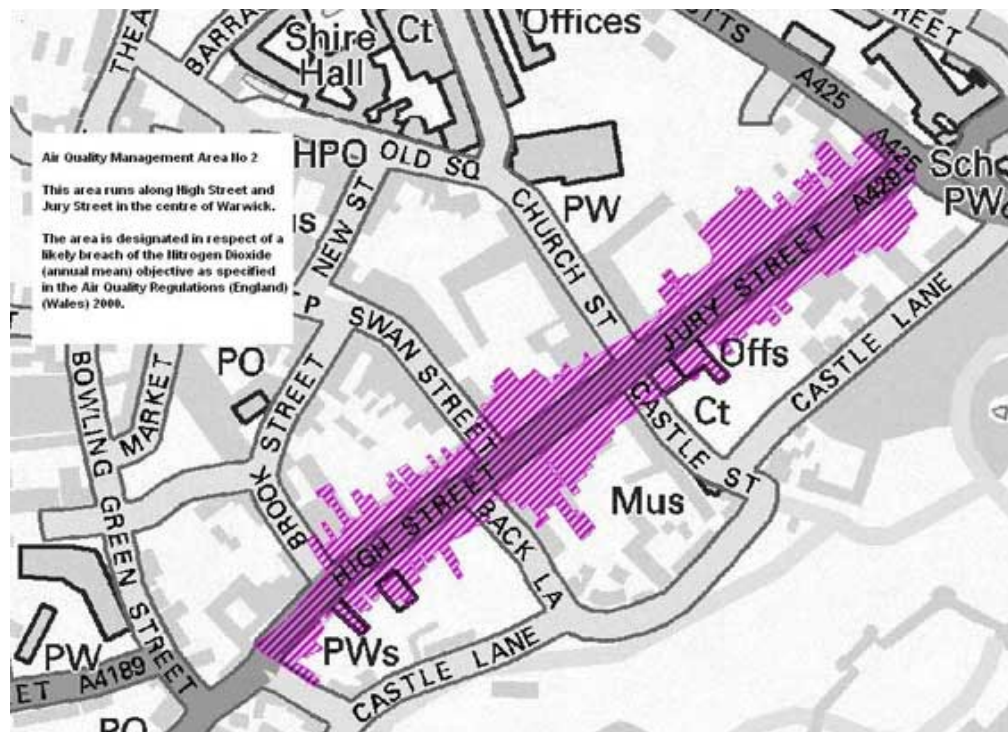 Offices
Shire
Hall
Ct
BARRA
THEA
REET
A425
Air Quality Management Area No 2
This area runs along High Street and
Jury Street in the centre of Warwick.
The area is designated in respect of a
likely breach of the Nitrogen Dioxide
(annual mean) objective as specified
in the Air Quality Regulations (England)
(Wales) 2000.
HPO
OLD SQ
PW
A425
A429
Scho
PW
NEW ST
CHURCH ST
JURY STREET
SWAN STREET
PO
Offs
Ct
CASTLE LANE
CASTLE ST
BOWLING GREEN STREET
MARKET
BROOK STREET
HIGH STREET
BACK LA
Mus
PW
PWs
CASTLE LANE
ET A4189
PO